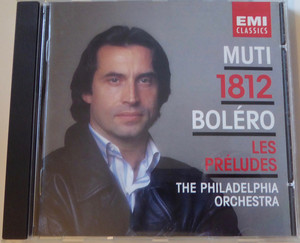 EMI
CLASSICS
MUTI
1812
BOLÉRO
LES
PRÉLUDES
THE PHILADELPHIA
ORCHESTRA